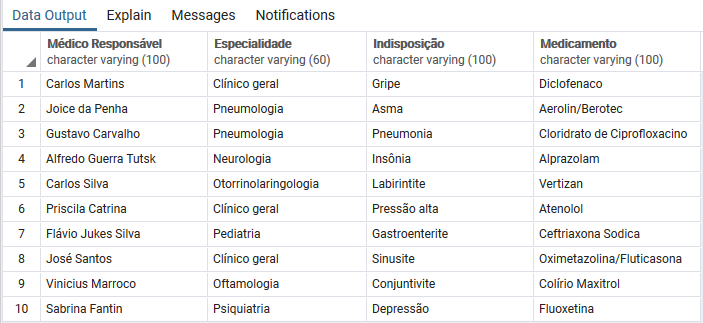 Data Output Explain Messages Notifications
Médico Responsável Especialidade Indisposição Medicamento
character varying (100) character varying (60) character varying (100) character varying (100)
1 Carlos Martins Clínico geral Gripe Diclofenaco
2 Joice da Penha Pneumologia Asma Aerolin/Berotec
3 Gustavo Carvalho Pneumologia Pneumonia Cloridrato de Ciprofloxacino
4 Alfredo Guerra Tutsk Neurologia Insônia Alprazolam
5 Carlos Silva Otorrinolaringologia Labirintite Vertizan
6 Priscila Catrina Clínico geral Pressão alta Atenolol
7 Flávio Jukes Silva Pediatria Gastroenterite Ceftriaxona Sodica
8 José Santos Clínico geral Sinusite Oximetazolina/Fluticasona
9 Vinicius Marroco Oftamologia Conjuntivite Colírio Maxitrol
10 Sabrina Fantin Psiquiatria Depressão Fluoxetina